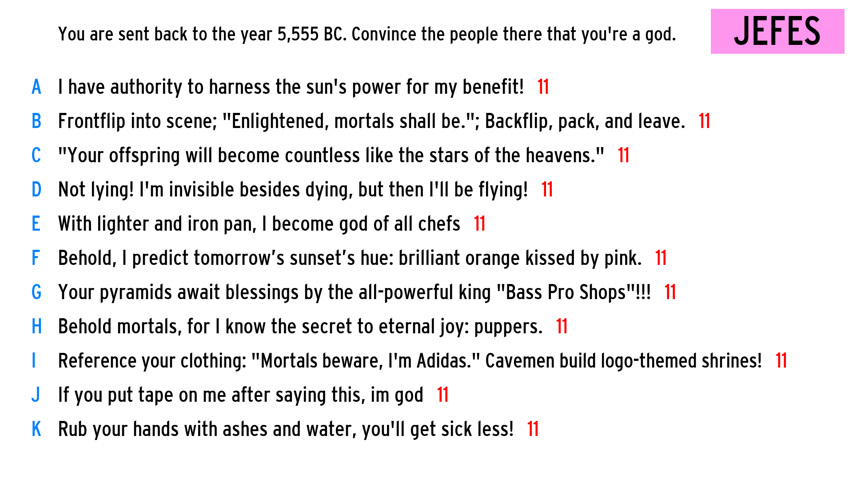 You are sent back to the year 5,555 BC. Convince the people there that you're a god.
JEFES
A I have authority to harness the sun's power for my benefit! 11
B Frontflip into scene; "Enlightened, mortals shall be."; Backflip, pack, and leave. 11
C "Your offspring will become countless like the stars of the heavens." 11
D Not lying! I'm invisible besides dying, but then I'll be flying! 11
E With lighter and iron pan, I become god of all chefs 11
F Behold, I predict tomorrow’s sunset’s hue: brilliant orange kissed by pink. 11
G Your pyramids await blessings by the all-powerful king "Bass Pro Shops"!!! 11
H Behold mortals, for I know the secret to eternal joy: puppers. 11
I Reference your clothing: "Mortals beware, I'm Adidas." Cavemen build logo-themed shrines! 11
J If you put tape on me after saying this, im god 11
K Rub your hands with ashes and water, you'll get sick less! 11